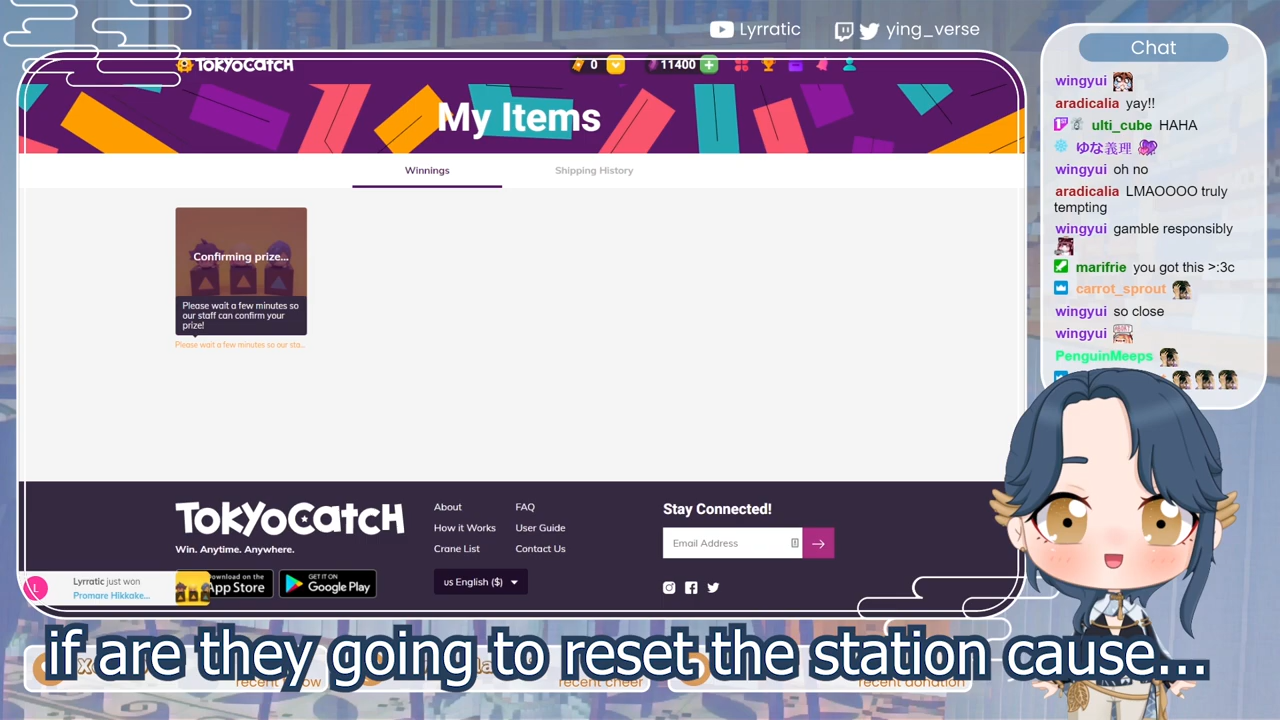 Lyrratic
ying_verse
Chat
TOKYOCATCH
0
11400
My Items
Winnings
Shipping History
Confirming prize...
Please wait a few minutes so
our staff can confirm your
prize!
Please wait a few minutes so our sta...
wingyui
aradicalia yay!!
ulti_cube HAHA
ゆな義理
wingyui oh no
aradicalia LMAOOOO truly
tempting
wingyui gamble responsibly
marifrie you got this >:3c
carrot_sprout
wingyui so close
wingyui
PenguinMeeps
TOKYOCATCH
Win. Anytime. Anywhere.
About
FAQ
How it Works
User Guide
Crane List
Contact Us
Stay Connected!
Email Address
us English ($)
L
Lyrratic just won
Promare Hikkake...
ownload on the
App Store
GET IT ON
Google Play
if are they going to reset the station cause...
recent cheer
recent donation